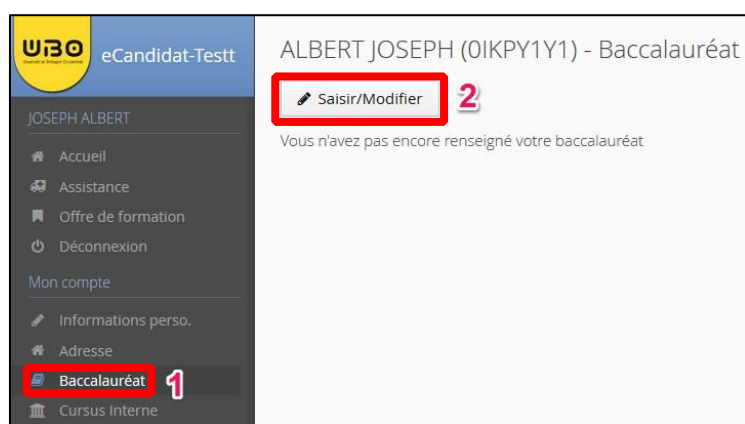 UBO
eCandidat-Testt
JOSEPH ALBERT
Accueil
Assistance
Offre de formation
Déconnexion
Mon compte
Informations perso.
Adresse
Baccalauréat
1
Cursus Interne
ALBERT JOSEPH (0IKPY1Y1) - Baccalauréat
Saisir/Modifier
2
Vous n'avez pas encore renseigné votre baccalauréat